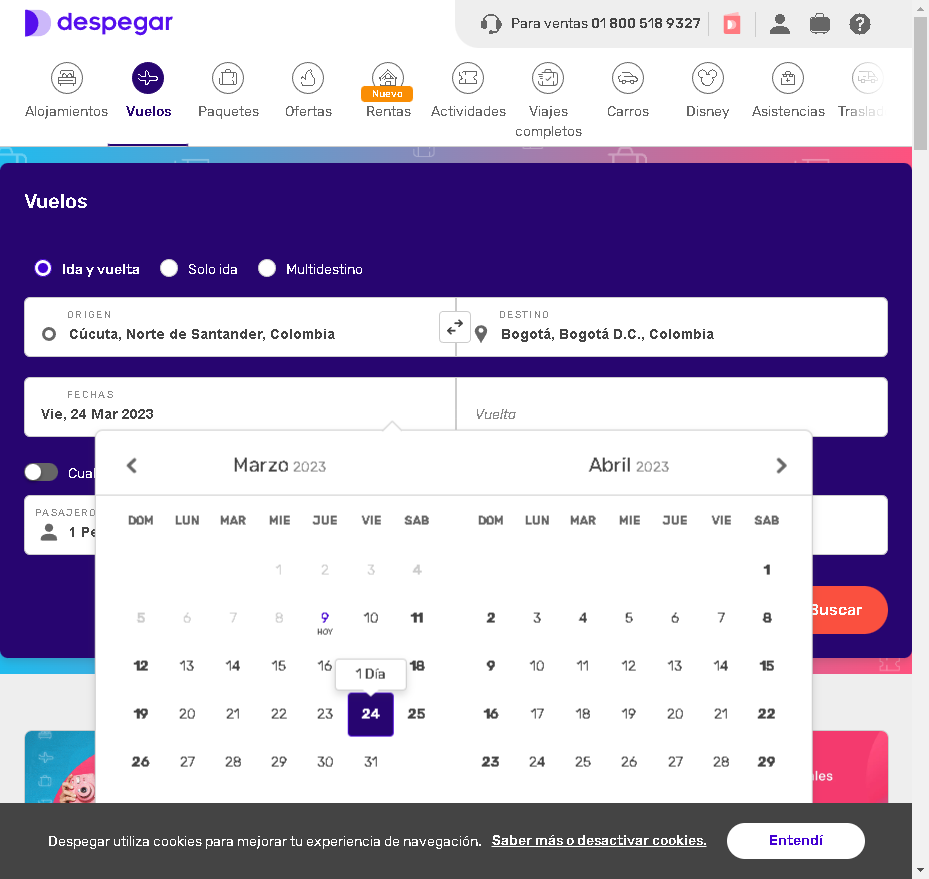 despegar
Para ventas 01 800 518 9327
Alojamientos
Vuelos
Paquetes
Ofertas
Nuevo
Rentas
Actividades
Viajes
completos
Carros
Disney
Asistencias
Traslad
Vuelos
Ida y vuelta
Solo ida
Multidestino
ORIGEN
Cúcuta, Norte de Santander, Colombia
DESTINO
Bogotá, Bogotá D.C., Colombia
FECHAS
Vie, 24 Mar 2023
Vuelta
Marzo 2023
Abril 2023
Cual
PASAJERO
1 Pe
DOM LUN MAR MIE JUE VIE SAB
1 2 3 4
5 6 7 8 9 10 11
HOY
12 13 14 15 16 18
1 Día
19 20 21 22 23 24 25
26 27 28 29 30 31
DOM LUN MAR MIE JUE VIE SAB
1
2 3 4 5 6 7 8
9 10 11 12 13 14 15
16 17 18 19 20 21 22
23 24 25 26 27 28 29
Buscar
ales
Despegar utiliza cookies para mejorar tu experiencia de navegación. Saber más o desactivar cookies.
Entendí